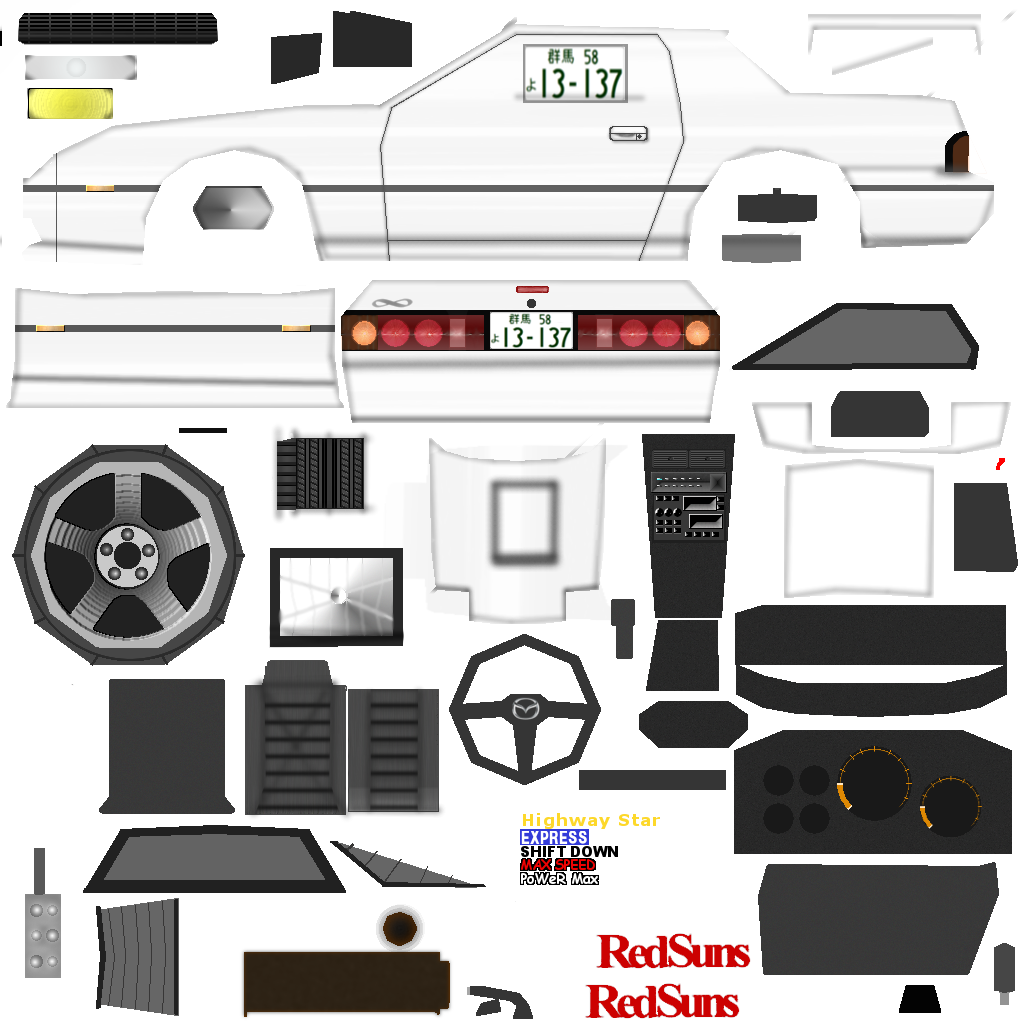 群馬 58
よ 13-137
群馬 58
よ 13-137
Highway Star
EXPRESS
SHIFT DOWN
MAX SPEED
PoWeR Max
RedSuns
RedSuns